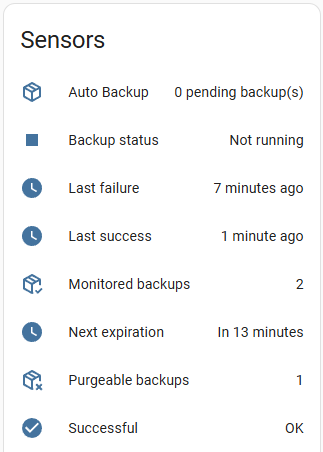 Sensors
Auto Backup 0 pending backup(s)
Backup status Not running
Last failure 7 minutes ago
Last success 1 minute ago
Monitored backups 2
Next expiration In 13 minutes
Purgeable backups 1
Successful OK